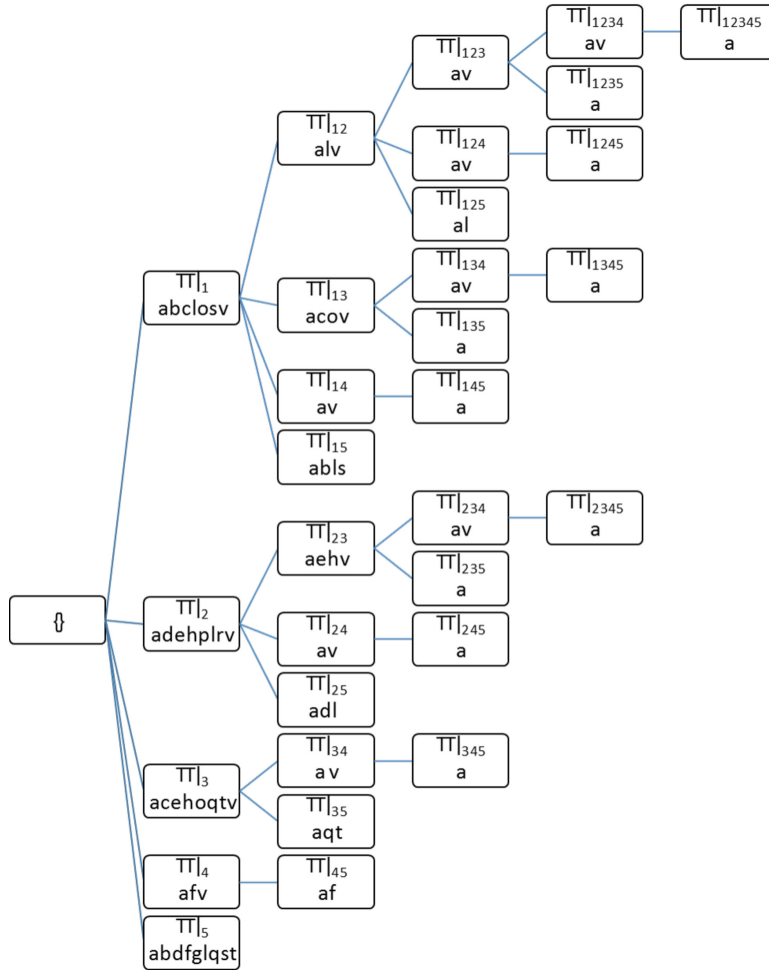 TT|1234
av
TT|12345
a
TT|123
av
TT|1235
a
TT|12
alv
TT|124
av
TT|1245
a
TT|125
al
TT|1
abclosv
TT|13
acov
TT|134
av
TT|1345
a
TT|135
a
TT|14
av
TT|145
a
TT|15
abls
TT|23
aehv
TT|234
av
TT|2345
a
TT|235
a
{}
TT|2
adehplrv
TT|24
av
TT|245
a
TT|25
adl
TT|3
acehoqtv
TT|34
av
TT|345
a
TT|35
aqt
TT|4
afv
TT|45
af
TT|5
abdfglqst